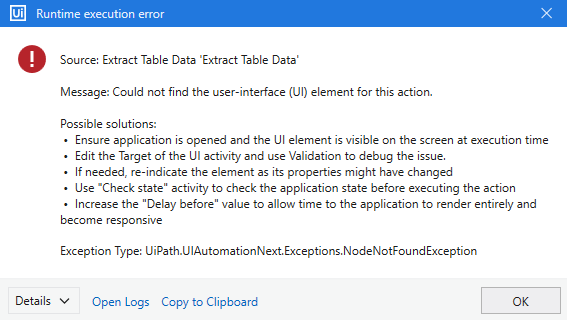 Ui Runtime execution error
Source: Extract Table Data 'Extract Table Data'
Message: Could not find the user-interface (UI) element for this action.
Possible solutions:
• Ensure application is opened and the UI element is visible on the screen at execution time
• Edit the Target of the UI activity and use Validation to debug the issue.
• If needed, re-indicate the element as its properties might have changed
• Use "Check state" activity to check the application state before executing the action
• Increase the "Delay before" value to allow time to the application to render entirely and
become responsive
Exception Type: UiPath.UIAutomationNext.Exceptions.NodeNotFoundException
Details Open Logs Copy to Clipboard OK